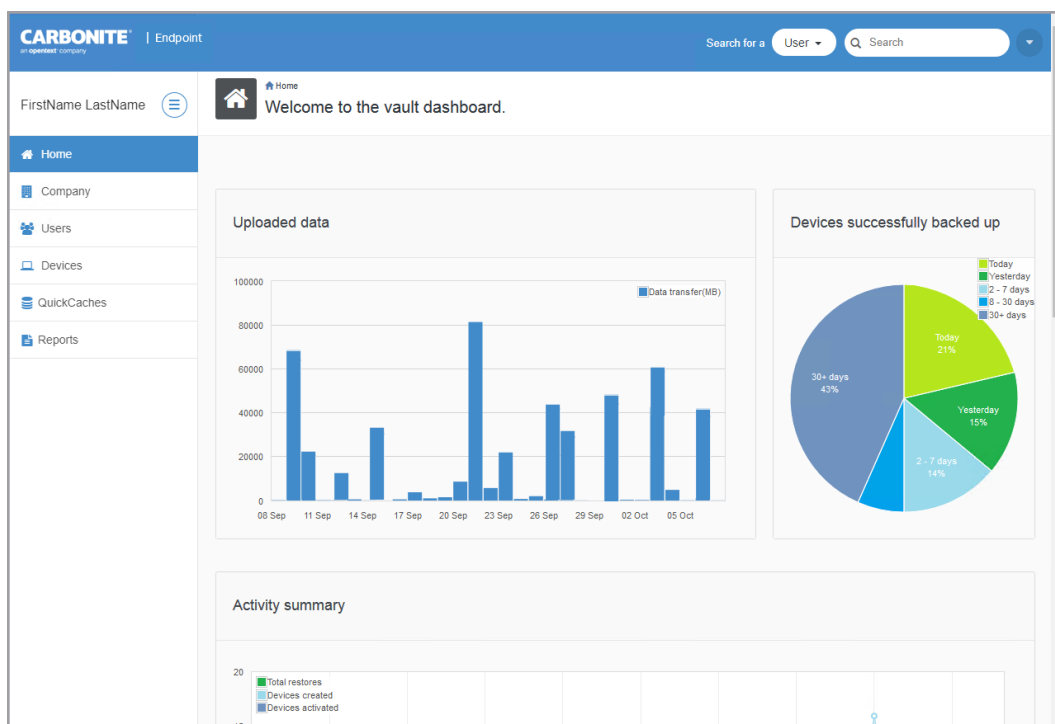 CARBONITE
an opentext company
| Endpoint
Search for a
User
Search
FirstName LastName
Home
Welcome to the vault dashboard.
Home
Company
Users
Devices
QuickCaches
Reports
Uploaded data
100000
80000
60000
40000
20000
0
Data transfer(MB)
08 Sep 11 Sep 14 Sep 17 Sep 20 Sep 23 Sep 26 Sep 29 Sep 02 Oct 05 Oct
Devices successfully backed up
Today
Yesterday
2 - 7 days
8 - 30 days
30+ days
Today
21%
30+ days
43%
Yesterday
15%
2 - 7 days
14%
Activity summary
20
Total restores
Devices created
Devices activated